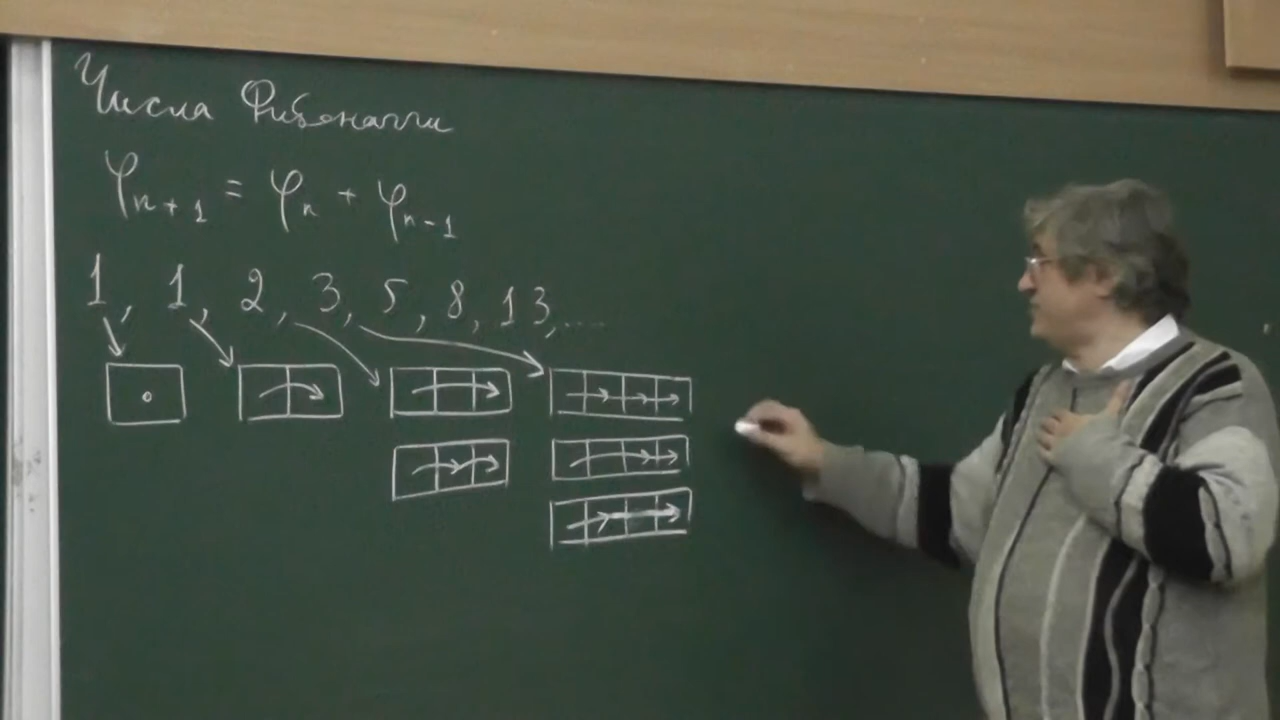 Числа Фибоначчи
φₙ₊₁ = φₙ + φₙ₋₁
1, 1, 2, 3, 5, 8, 13, ....